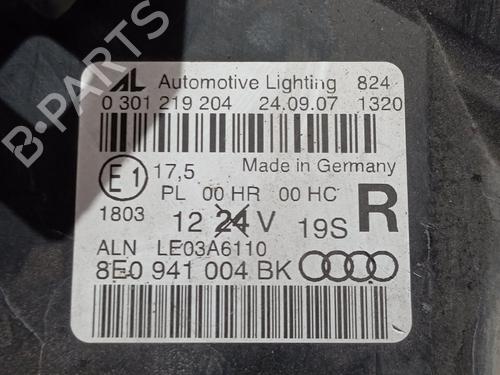 B-PARTS
AL Automotive Lighting 824
0 301 219 204 24.09.07 1320
E1 17,5 Made in Germany
PL 00 HR 00 HC R
1803 12 24 V 19S
ALN LE03A6110
8E0 941 004 BK